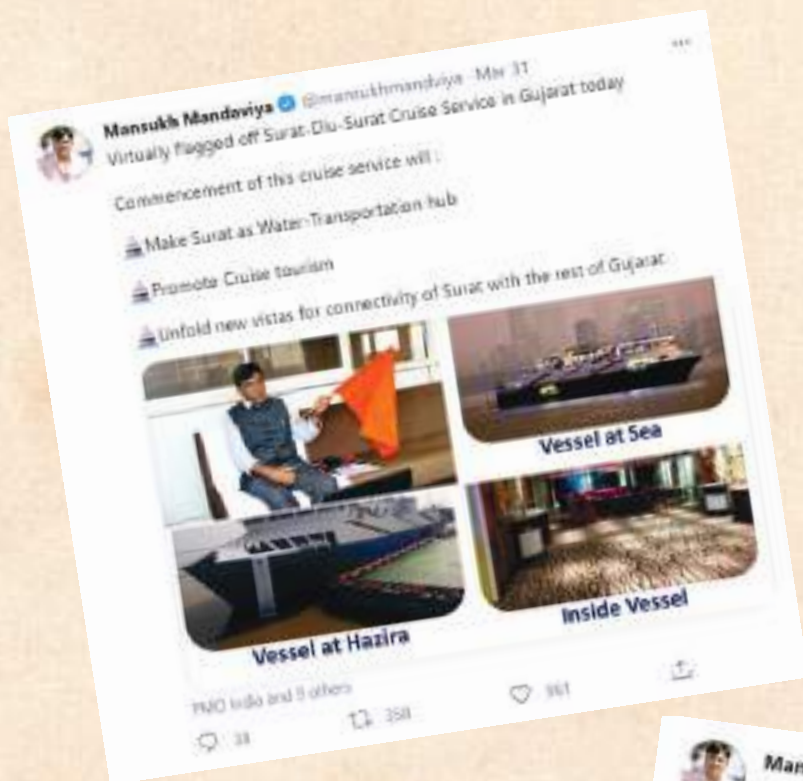 Mansukh Mandaviya @mansukhmandviya · Mar 31
Virtually flagged off Surat-Diu-Surat Cruise Service in Gujarat today
Commencement of this cruise service will :
Make Surat as Water-Transportation hub
Promote Cruise tourism
Unfold new vistas for connectivity of Surat with the rest of Gujarat
Vessel at Sea
Vessel at Hazira
Inside Vessel
PMO India and 9 others
Man